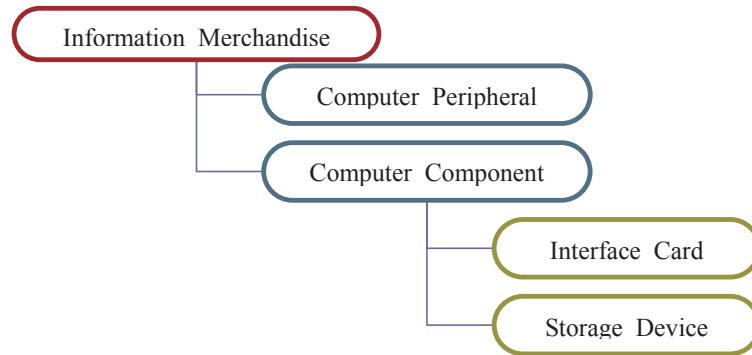 Information Merchandise
Computer Peripheral
Computer Component
Interface Card
Storage Device